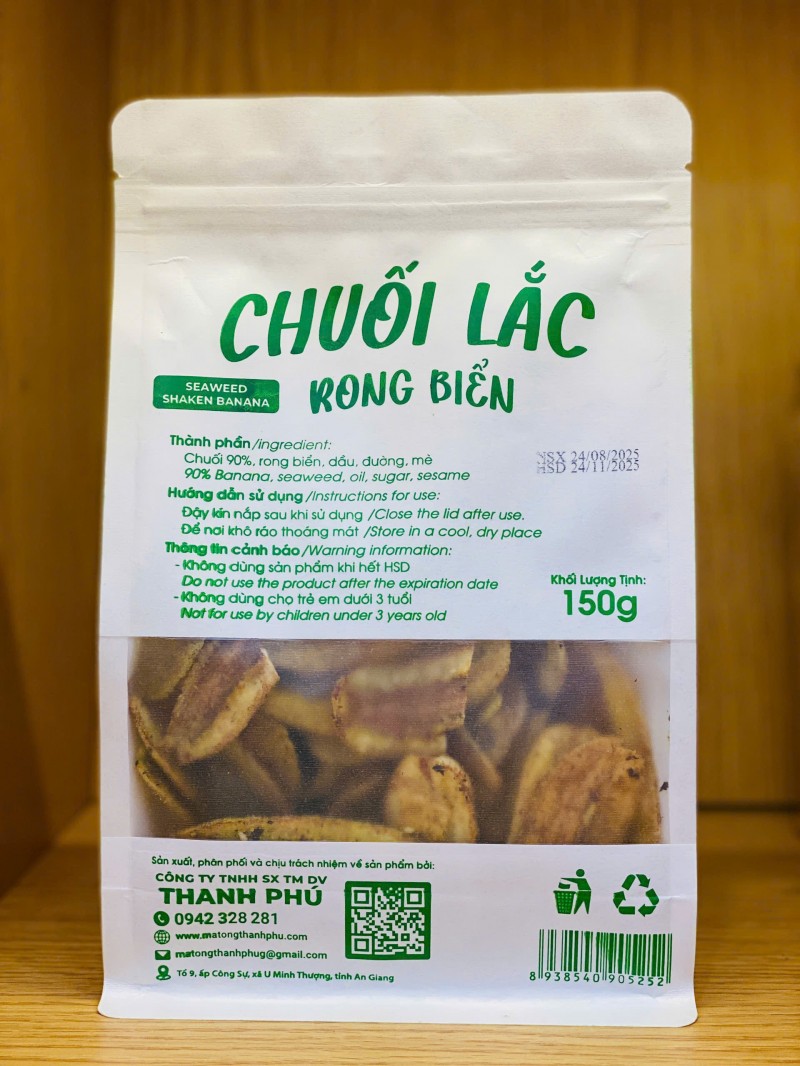 CHUỐI LẮC
SEAWEED
SHAKEN BANANA
RONG BIỂN
Thành phần/ingredient:
Chuối 90%, rong biển, dầu, đường, mè
90% Banana, seaweed, oil, sugar, sesame
NSX 24/08/2025
HSD 24/11/2025
Hướng dẫn sử dụng/Instructions for use:
Đậy kín nắp sau khi sử dụng /Close the lid after use.
Để nơi khô ráo thoáng mát /Store in a cool, dry place
Thông tin cảnh báo/Warning information:
- Không dùng sản phẩm khi hết HSD
Do not use the product after the expiration date
- Không dùng cho trẻ em dưới 3 tuổi
Not for use by children under 3 years old
Khối Lượng Tịnh:
150g
Sản xuất, phân phối và chịu trách nhiệm về sản phẩm bởi:
CÔNG TY TNHH SX TM DV
THANH PHÚ
0942 328 281
www.matongthanhphu.com
matongthanhphug@gmail.com
Tổ 9, ấp Công Sự, xã U Minh Thượng, tỉnh An Giang
8 938540 905252